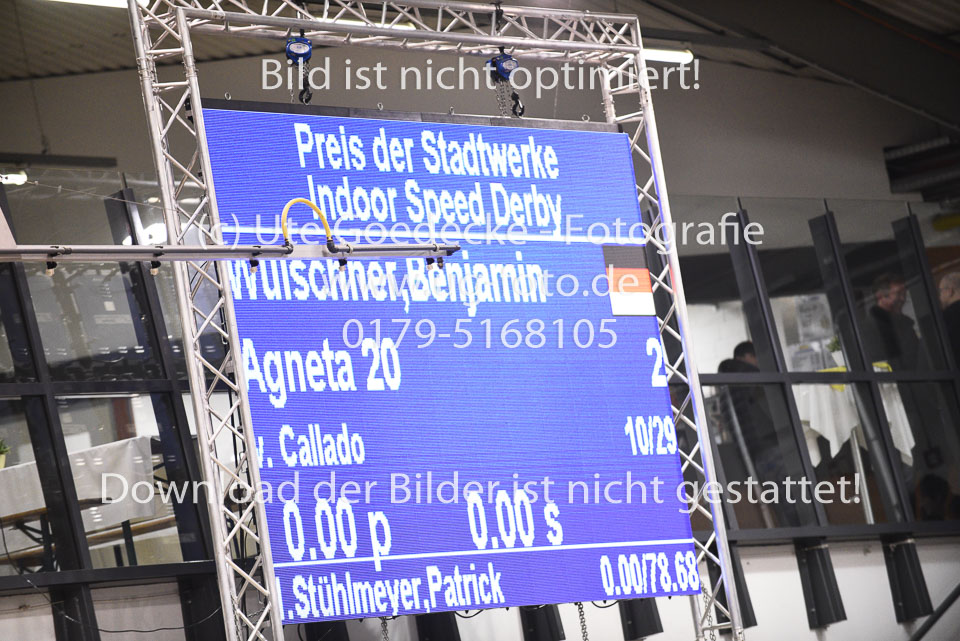 Bild ist nicht optimiert!
Preis der Stadtwerke
Indoor Speed,Derby
(c) Ute Goedecke - Fotografie
Wulschner,Benjamin
0179-5168105
Agneta 20 2
v. Callado 10/29
Download der Bilder ist nicht gestattet!
0.00 p 0.00 s
.Stühlmeyer,Patrick 0.00/78.68